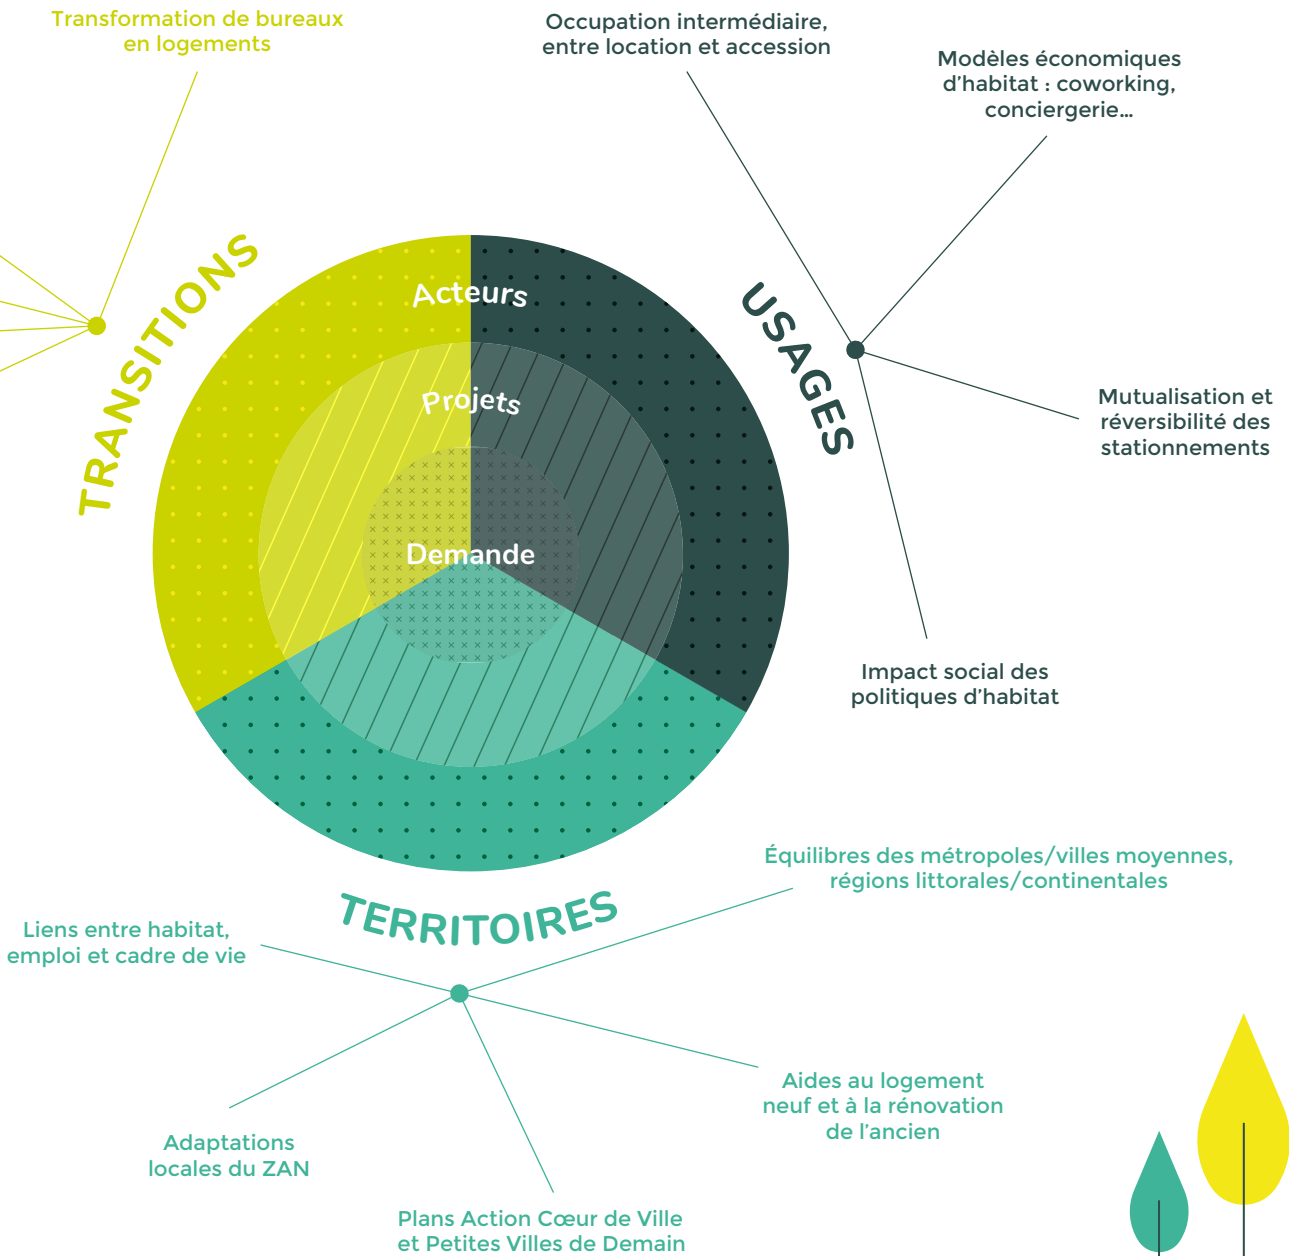 Transformation de bureaux
en logements
Occupation intermédiaire,
entre location et accession
Modèles économiques
d'habitat : coworking,
conciergerie…
TRANSITIONS
USAGES
Acteurs
Projets
Demande
Mutualisation et
réversibilité des
stationnements
Impact social des
politiques d'habitat
TERRITOIRES
Équilibres des métropoles/villes moyennes,
régions littorales/continentales
Liens entre habitat,
emploi et cadre de vie
Aides au logement
neuf et à la rénovation
de l'ancien
Adaptations
locales du ZAN
Plans Action Cœur de Ville
et Petites Villes de Demain